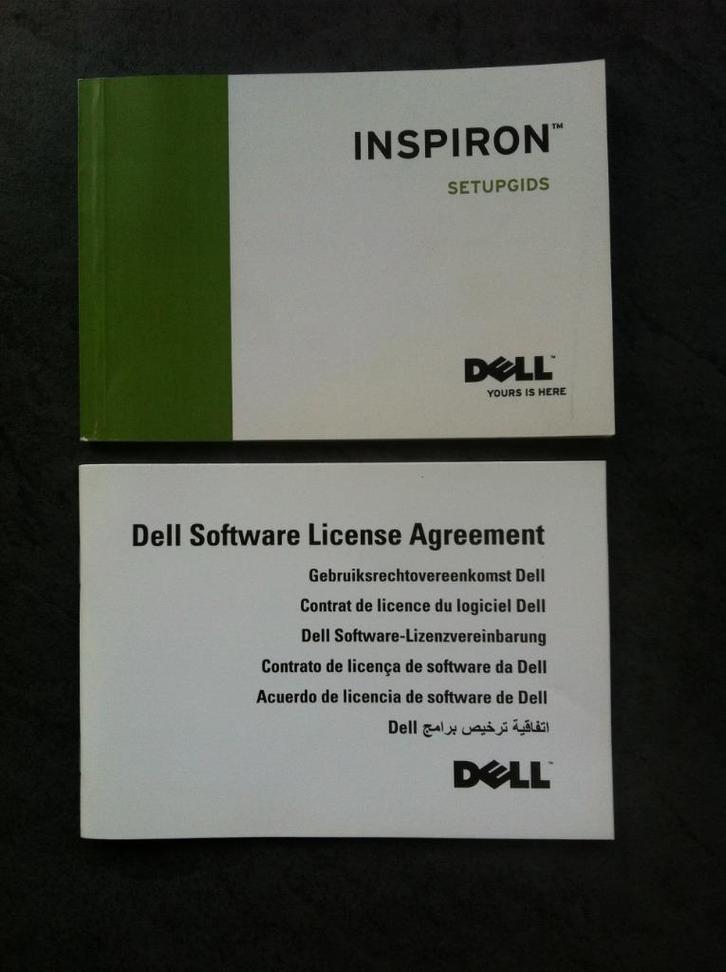 INSPIRON™
SETUPGIDS
DELL™
YOURS IS HERE
Dell Software License Agreement
Gebruiksrechtovereenkomst Dell
Contrat de licence du logiciel Dell
Dell Software-Lizenzvereinbarung
Contrato de licença de software da Dell
Acuerdo de licencia de software de Dell
اتفاقية ترخيص برامج Dell
DELL™